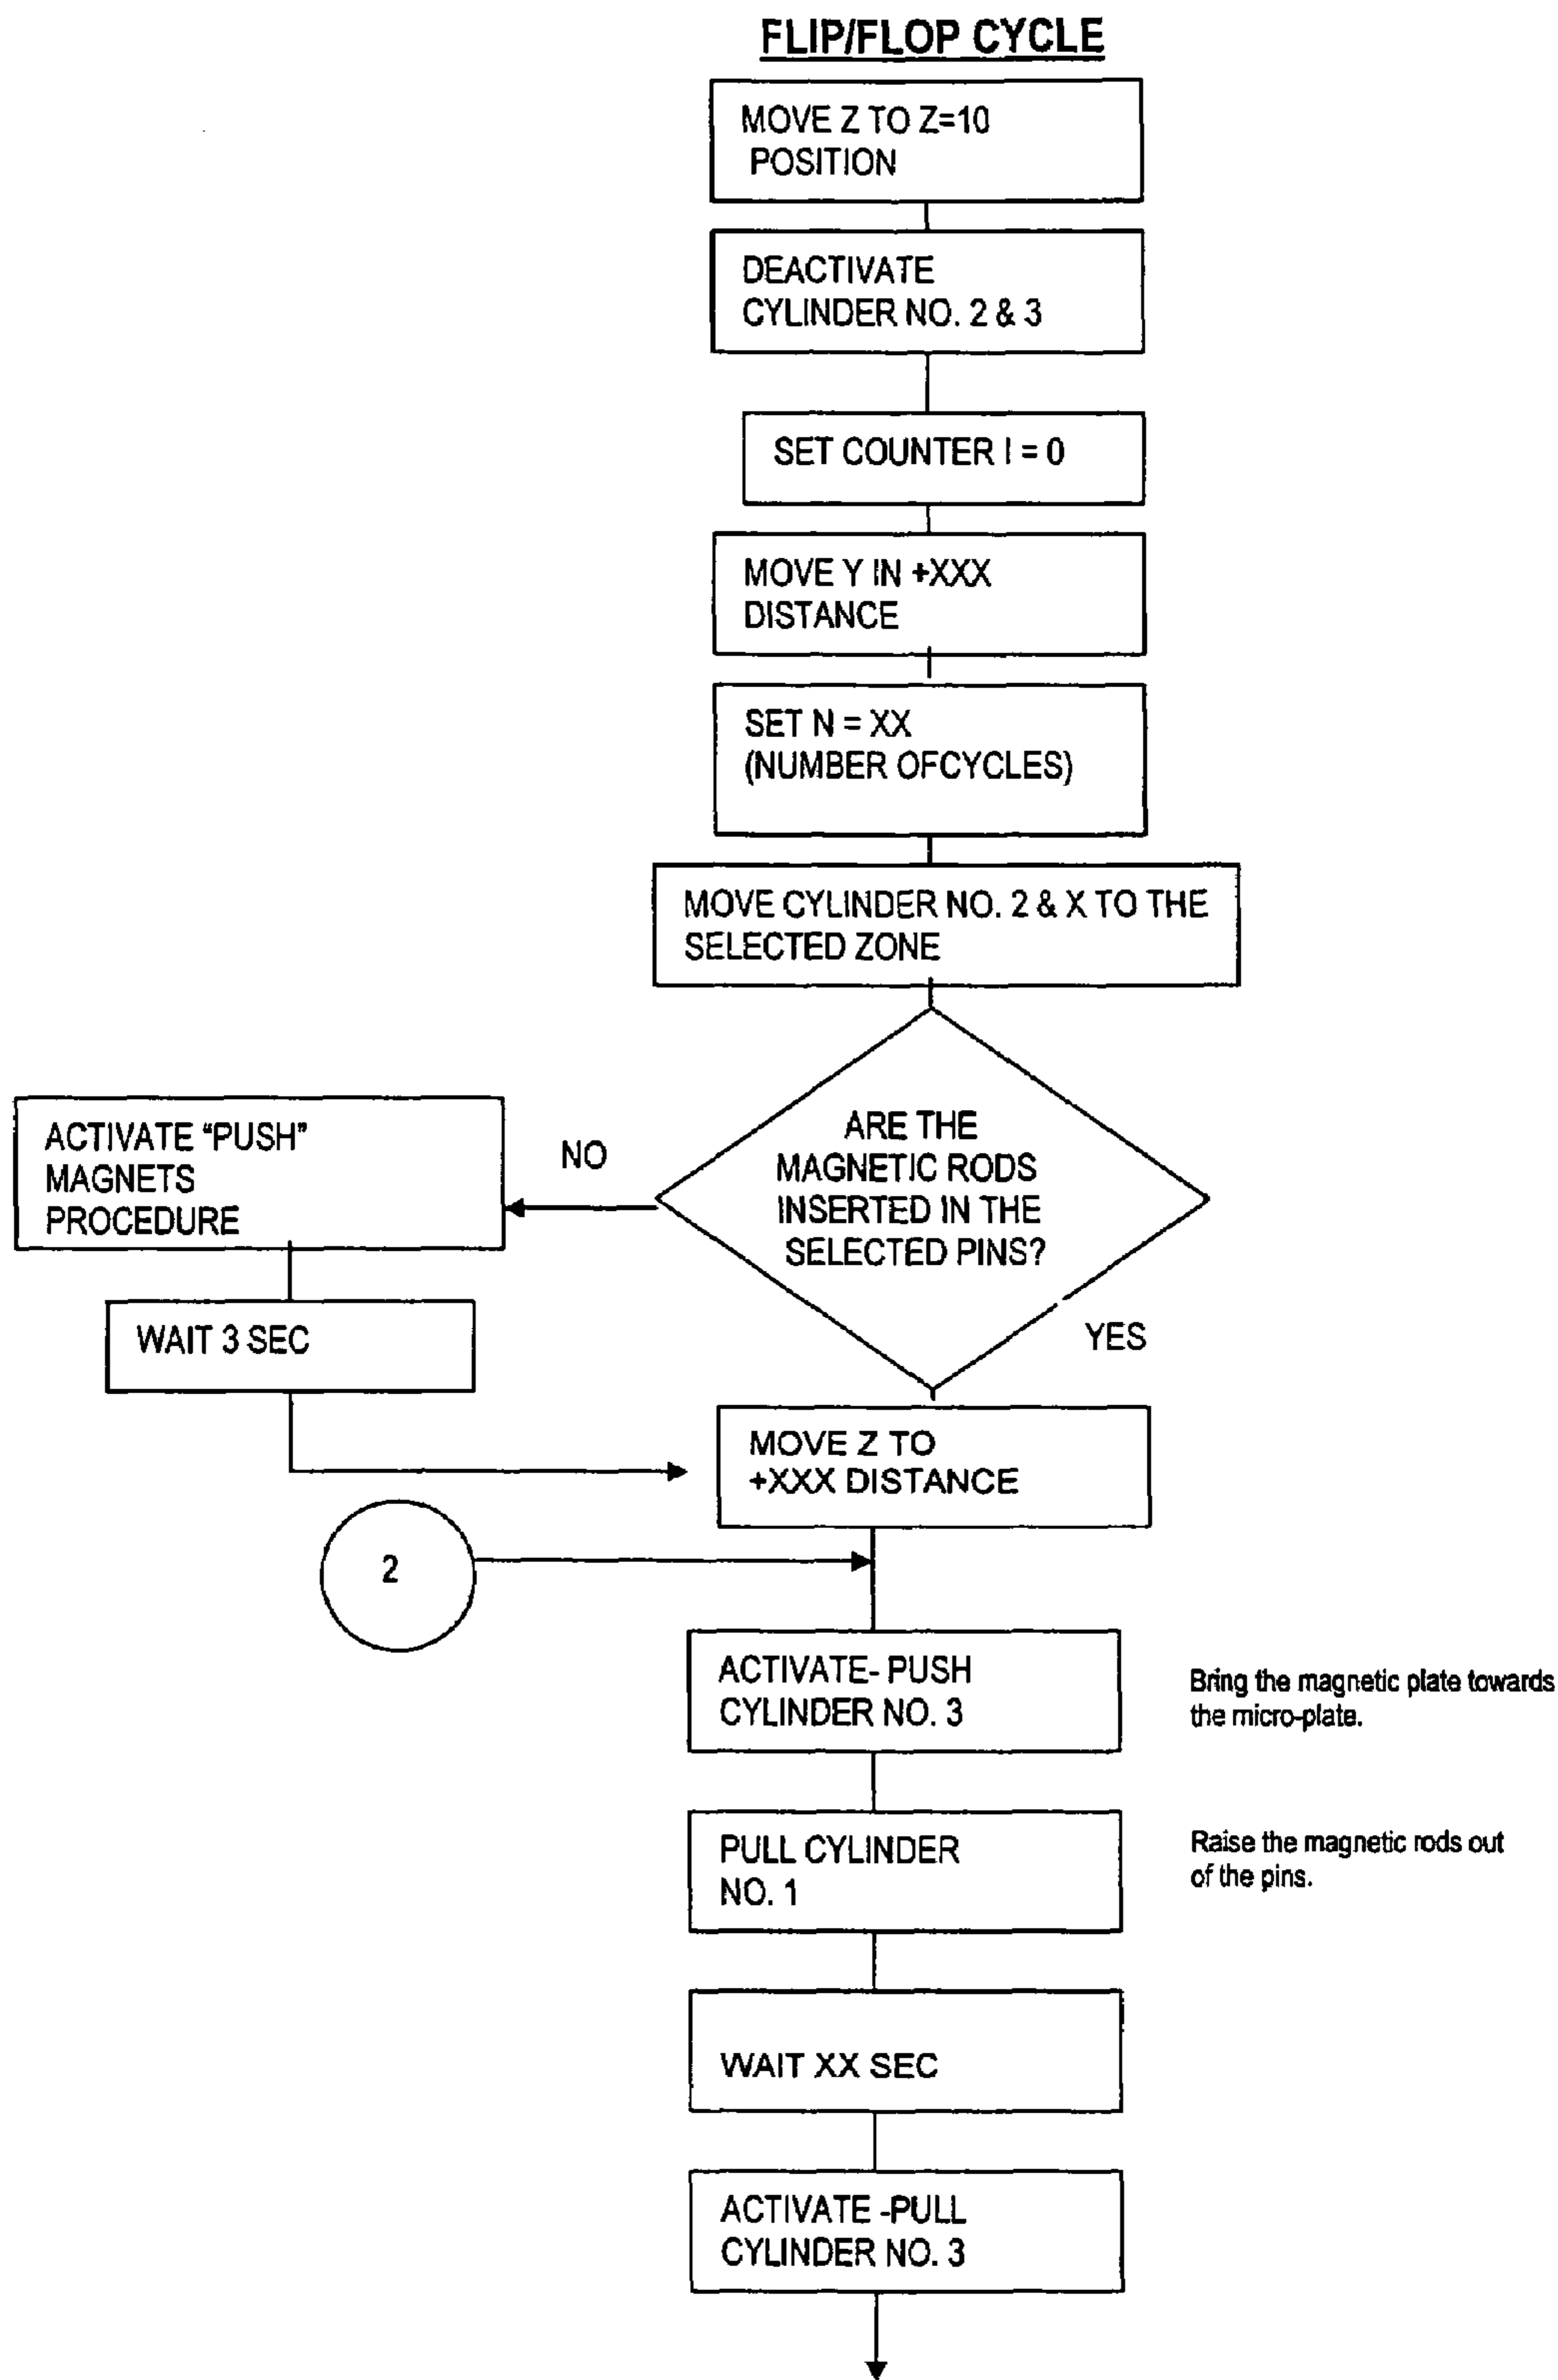 FLIP/FLOP CYCLE
MOVE Z TO Z=10
POSITION
DEACTIVATE
CYLINDER NO. 2 & 3
SET COUNTER I = 0
MOVE Y IN +XXX
DISTANCE
SET N = XX
(NUMBER OFCYCLES)
MOVE CYLINDER NO. 2 & X TO THE
SELECTED ZONE
ARE THE
MAGNETIC RODS
INSERTED IN THE
SELECTED PINS?
NO
ACTIVATE “PUSH”
MAGNETS
PROCEDURE
WAIT 3 SEC
YES
MOVE Z TO
+XXX DISTANCE
2
ACTIVATE- PUSH
CYLINDER NO. 3
Bring the magnetic plate towards
the micro-plate.
PULL CYLINDER
NO. 1
Raise the magnetic rods out
of the pins.
WAIT XX SEC
ACTIVATE -PULL
CYLINDER NO. 3